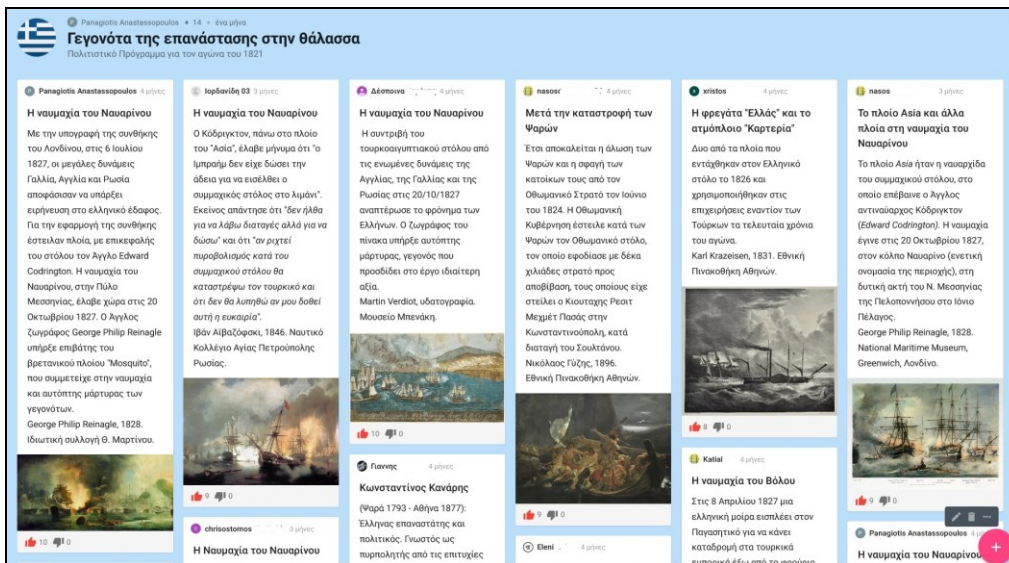 Panagiotis Anastassopoulos • 14 • ένα μήνα
Γεγονότα της επανάστασης στην θάλασσα
Πολιτιστικό Πρόγραμμα για τον αγώνα του 1821
Panagiotis Anastassopoulos 4 μήνες
Η ναυμαχία του Ναυαρίνου
Με την υπογραφή της συνθήκης
του Λονδίνου, στις 6 Ιουλίου
1827, οι μεγάλες δυνάμεις
Γαλλία, Αγγλία και Ρωσία
αποφάσισαν να υπάρξει
ειρήνευση στο ελληνικό έδαφος.
Για την εφαρμογή της συνθήκης
έστειλαν πλοία, με επικεφαλής
του στόλου τον Άγγλο Edward
Codrington. Η ναυμαχία του
Ναυαρίνου, στην Πύλο
Μεσσηνίας, έλαβε χώρα στις 20
Οκτωβρίου 1827. Ο Άγγλος
ζωγράφος George Philip Reinagle
υπήρξε επιβάτης του
βρετανικού πλοίου "Mosquito",
που συμμετείχε στην ναυμαχία
και αυτόπτης μάρτυρας των
γεγονότων.
George Philip Reinagle, 1828.
Ιδιωτική συλλογή Θ. Μαρτίνου.
10 0
Ιορδανίδη 03 3 μήνες
Η ναυμαχία του Ναυαρίνου
Ο Κόδριγκτον, πάνω στο πλοίο
του "Ασία", έλαβε μήνυμα ότι "ο
Ιμπραήμ δεν είχε δώσει την
άδεια για να εισέλθει ο
συμμαχικός στόλος στο λιμάνι".
Εκείνος απάντησε ότι "δεν ήλθα
για να λάβω διαταγές αλλά για να
δώσω" και ότι "αν ριχτεί
πυροβολισμός κατά του
συμμαχικού στόλου θα
καταστρέψω τον τουρκικό και
ότι δεν θα λυπηθώ αν μου δοθεί
αυτή η ευκαιρία".
Ιβάν Αϊβαζόφσκι, 1846. Ναυτικό
Κολλέγιο Αγίας Πετρούπολης
Ρωσίας.
9 0
chrisostomos 3 μήνες
Η Ναυμαχία του Ναυαρίνου
Δέσποινα 4 μήνες
Η ναυμαχία του Ναυαρίνου
Η συντριβή του
τουρκοαιγυπτιακού στόλου από
τις ενωμένες δυνάμεις της
Αγγλίας, της Γαλλίας και της
Ρωσίας στις 20/10/1827
αναπτέρωσε το φρόνημα των
Ελλήνων. Ο ζωγράφος του
πίνακα υπήρξε αυτόπτης
μάρτυρας, γεγονός που
προσδίδει στο έργο ιδιαίτερη
αξία.
Martin Verdiot, υδατογραφία.
Μουσείο Μπενάκη.
10 0
Γιαννης 4 μήνες
Κωνσταντίνος Κανάρης
(Ψαρά 1793 - Αθήνα 1877):
Έλληνας επαναστάτης και
πολιτικός. Γνωστός ως
πυρπολητής από τις επιτυχίες
4 μήνες
Μετά την καταστροφή των
Ψαρών
Έτσι αποκαλείται η άλωση των
Ψαρών και η σφαγή των
κατοίκων τους από τον
Οθωμανικό Στρατό τον Ιούνιο
του 1824. Η Οθωμανική
Κυβέρνηση έστειλε κατά των
Ψαρών τον Οθωμανικό στόλο,
τον οποίο εφοδίασε με δέκα
χιλιάδες στρατό προς
αποβίβαση, τους οποίους είχε
στείλει ο Κιουταχης Ρεσιτ
Μεχμέτ Πασάς στην
Κωνσταντινούπολη, κατά
διαταγή του Σουλτάνου.
Νικόλαος Γύζης, 1896.
Εθνική Πινακοθήκη Αθηνών.
9 0
Eleni 4 μήνες
xristos 4 μήνες
Η φρεγάτα "Ελλάς" και το
ατμόπλοιο "Καρτερία"
Δυο από τα πλοία που
εντάχθηκαν στον Ελληνικό
στόλο το 1826 και
χρησιμοποιήθηκαν στις
επιχειρήσεις εναντίον των
Τούρκων τα τελευταία χρόνια
του αγώνα.
Karl Krazeisen, 1831. Εθνική
Πινακοθήκη Αθηνών.
8 0
Katial 4 μήνες
Η ναυμαχία του Βόλου
Στις 8 Απριλίου 1827 μια
ελληνική μοίρα εισπλέει στον
Παγασητικό για να κάνει
καταδρομή στα τουρκικά
εμπορικά έξω από το φρούριο
nasos 3 μήνες
Το πλοίο Asia και άλλα
πλοία στη ναυμαχία του
Ναυαρίνου
Το πλοίο Asia ήταν η ναυαρχίδα
του συμμαχικού στόλου, στο
οποίο επέβαινε ο Άγγλος
αντιναύαρχος Κόδριγκτον
(Edward Codrington). Η ναυμαχία
έγινε στις 20 Οκτωβρίου 1827,
στον κόλπο Ναυαρίνο (ενετική
ονομασία της περιοχής), στη
δυτική ακτή του Ν. Μεσσηνίας
της Πελοποννήσου στο Ιόνιο
Πέλαγος.
George Philip Reinagle, 1828.
National Maritime Museum,
Greenwich, Λονδίνο.
9 0
Panagiotis Anastassopoulos
Η ναυμαχία του Ναυαρίνου